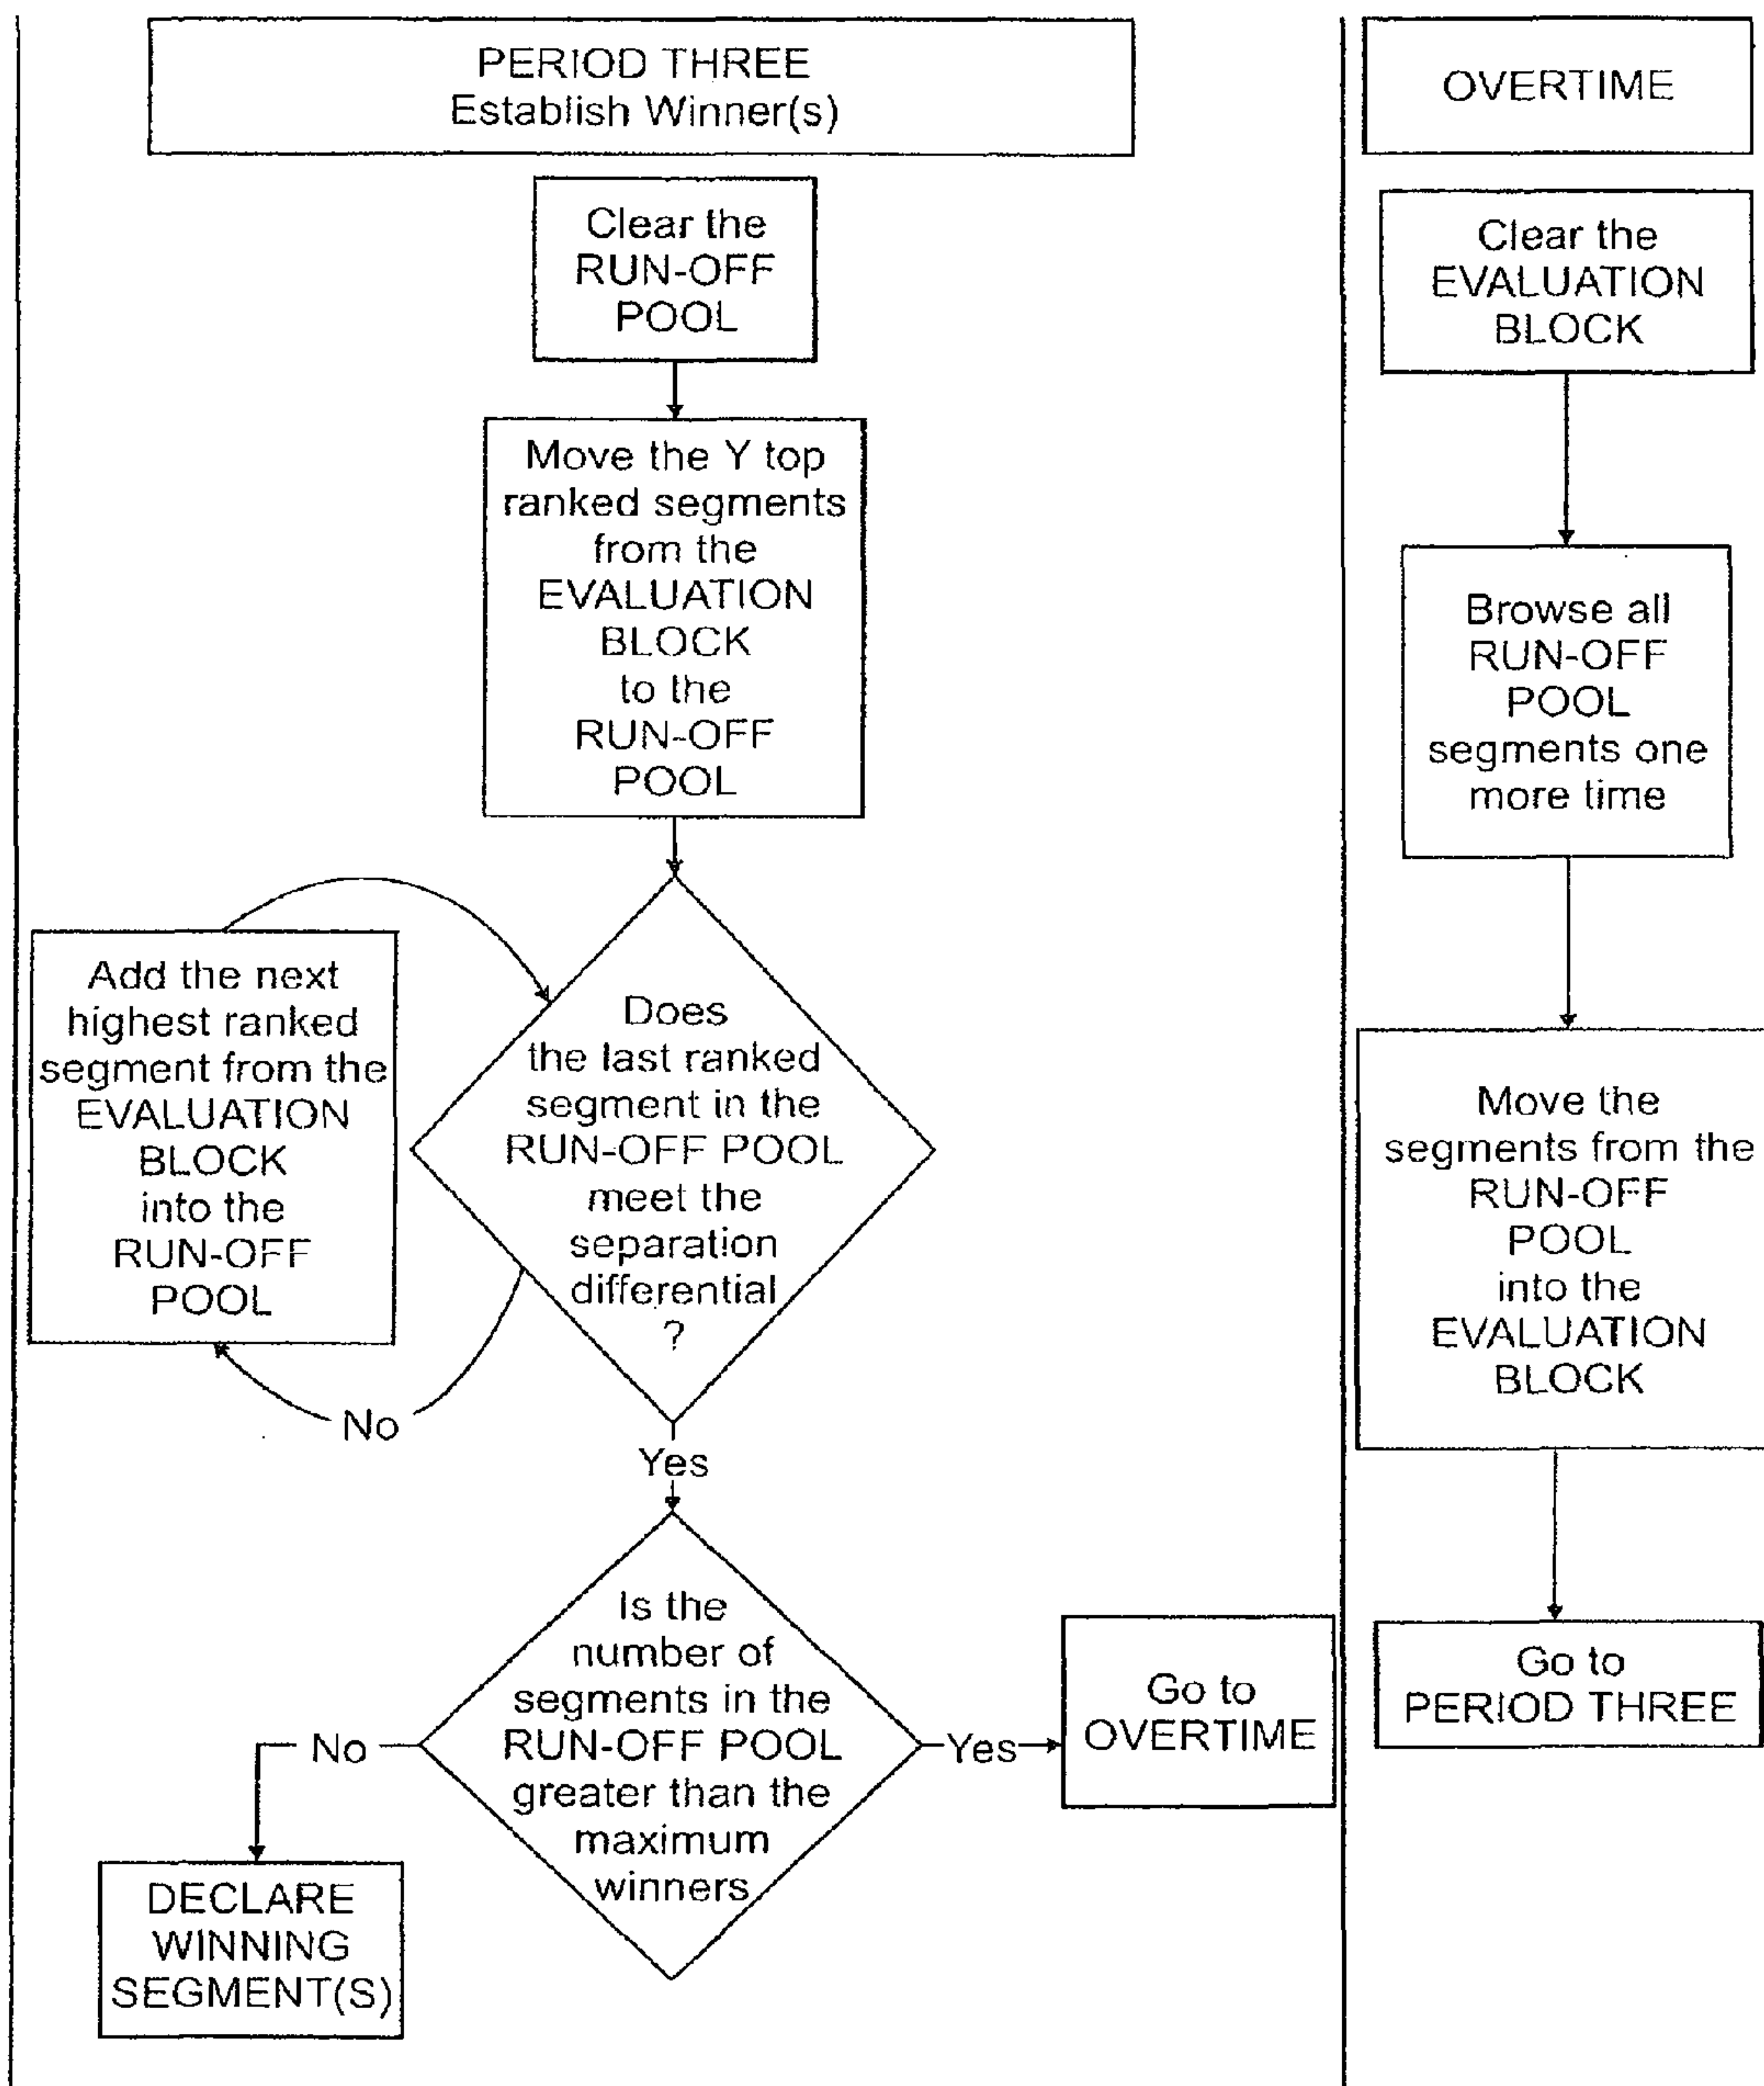 PERIOD THREE
Establish Winner(s)
Clear the
RUN-OFF
POOL
Move the Y top
ranked segments
from the
EVALUATION
BLOCK
to the
RUN-OFF
POOL
Add the next
highest ranked
segment from the
EVALUATION
BLOCK
into the
RUN-OFF
POOL
Does
the last ranked
segment in the
RUN-OFF POOL
meet the
separation
differential
?
No
Yes
Is the
number of
segments in the
RUN-OFF POOL
greater than the
maximum
winners
No
Yes
Go to
OVERTIME
DECLARE
WINNING
SEGMENT(S)
OVERTIME
Clear the
EVALUATION
BLOCK
Browse all
RUN-OFF
POOL
segments one
more time
Move the
segments from the
RUN-OFF
POOL
into the
EVALUATION
BLOCK
Go to
PERIOD THREE